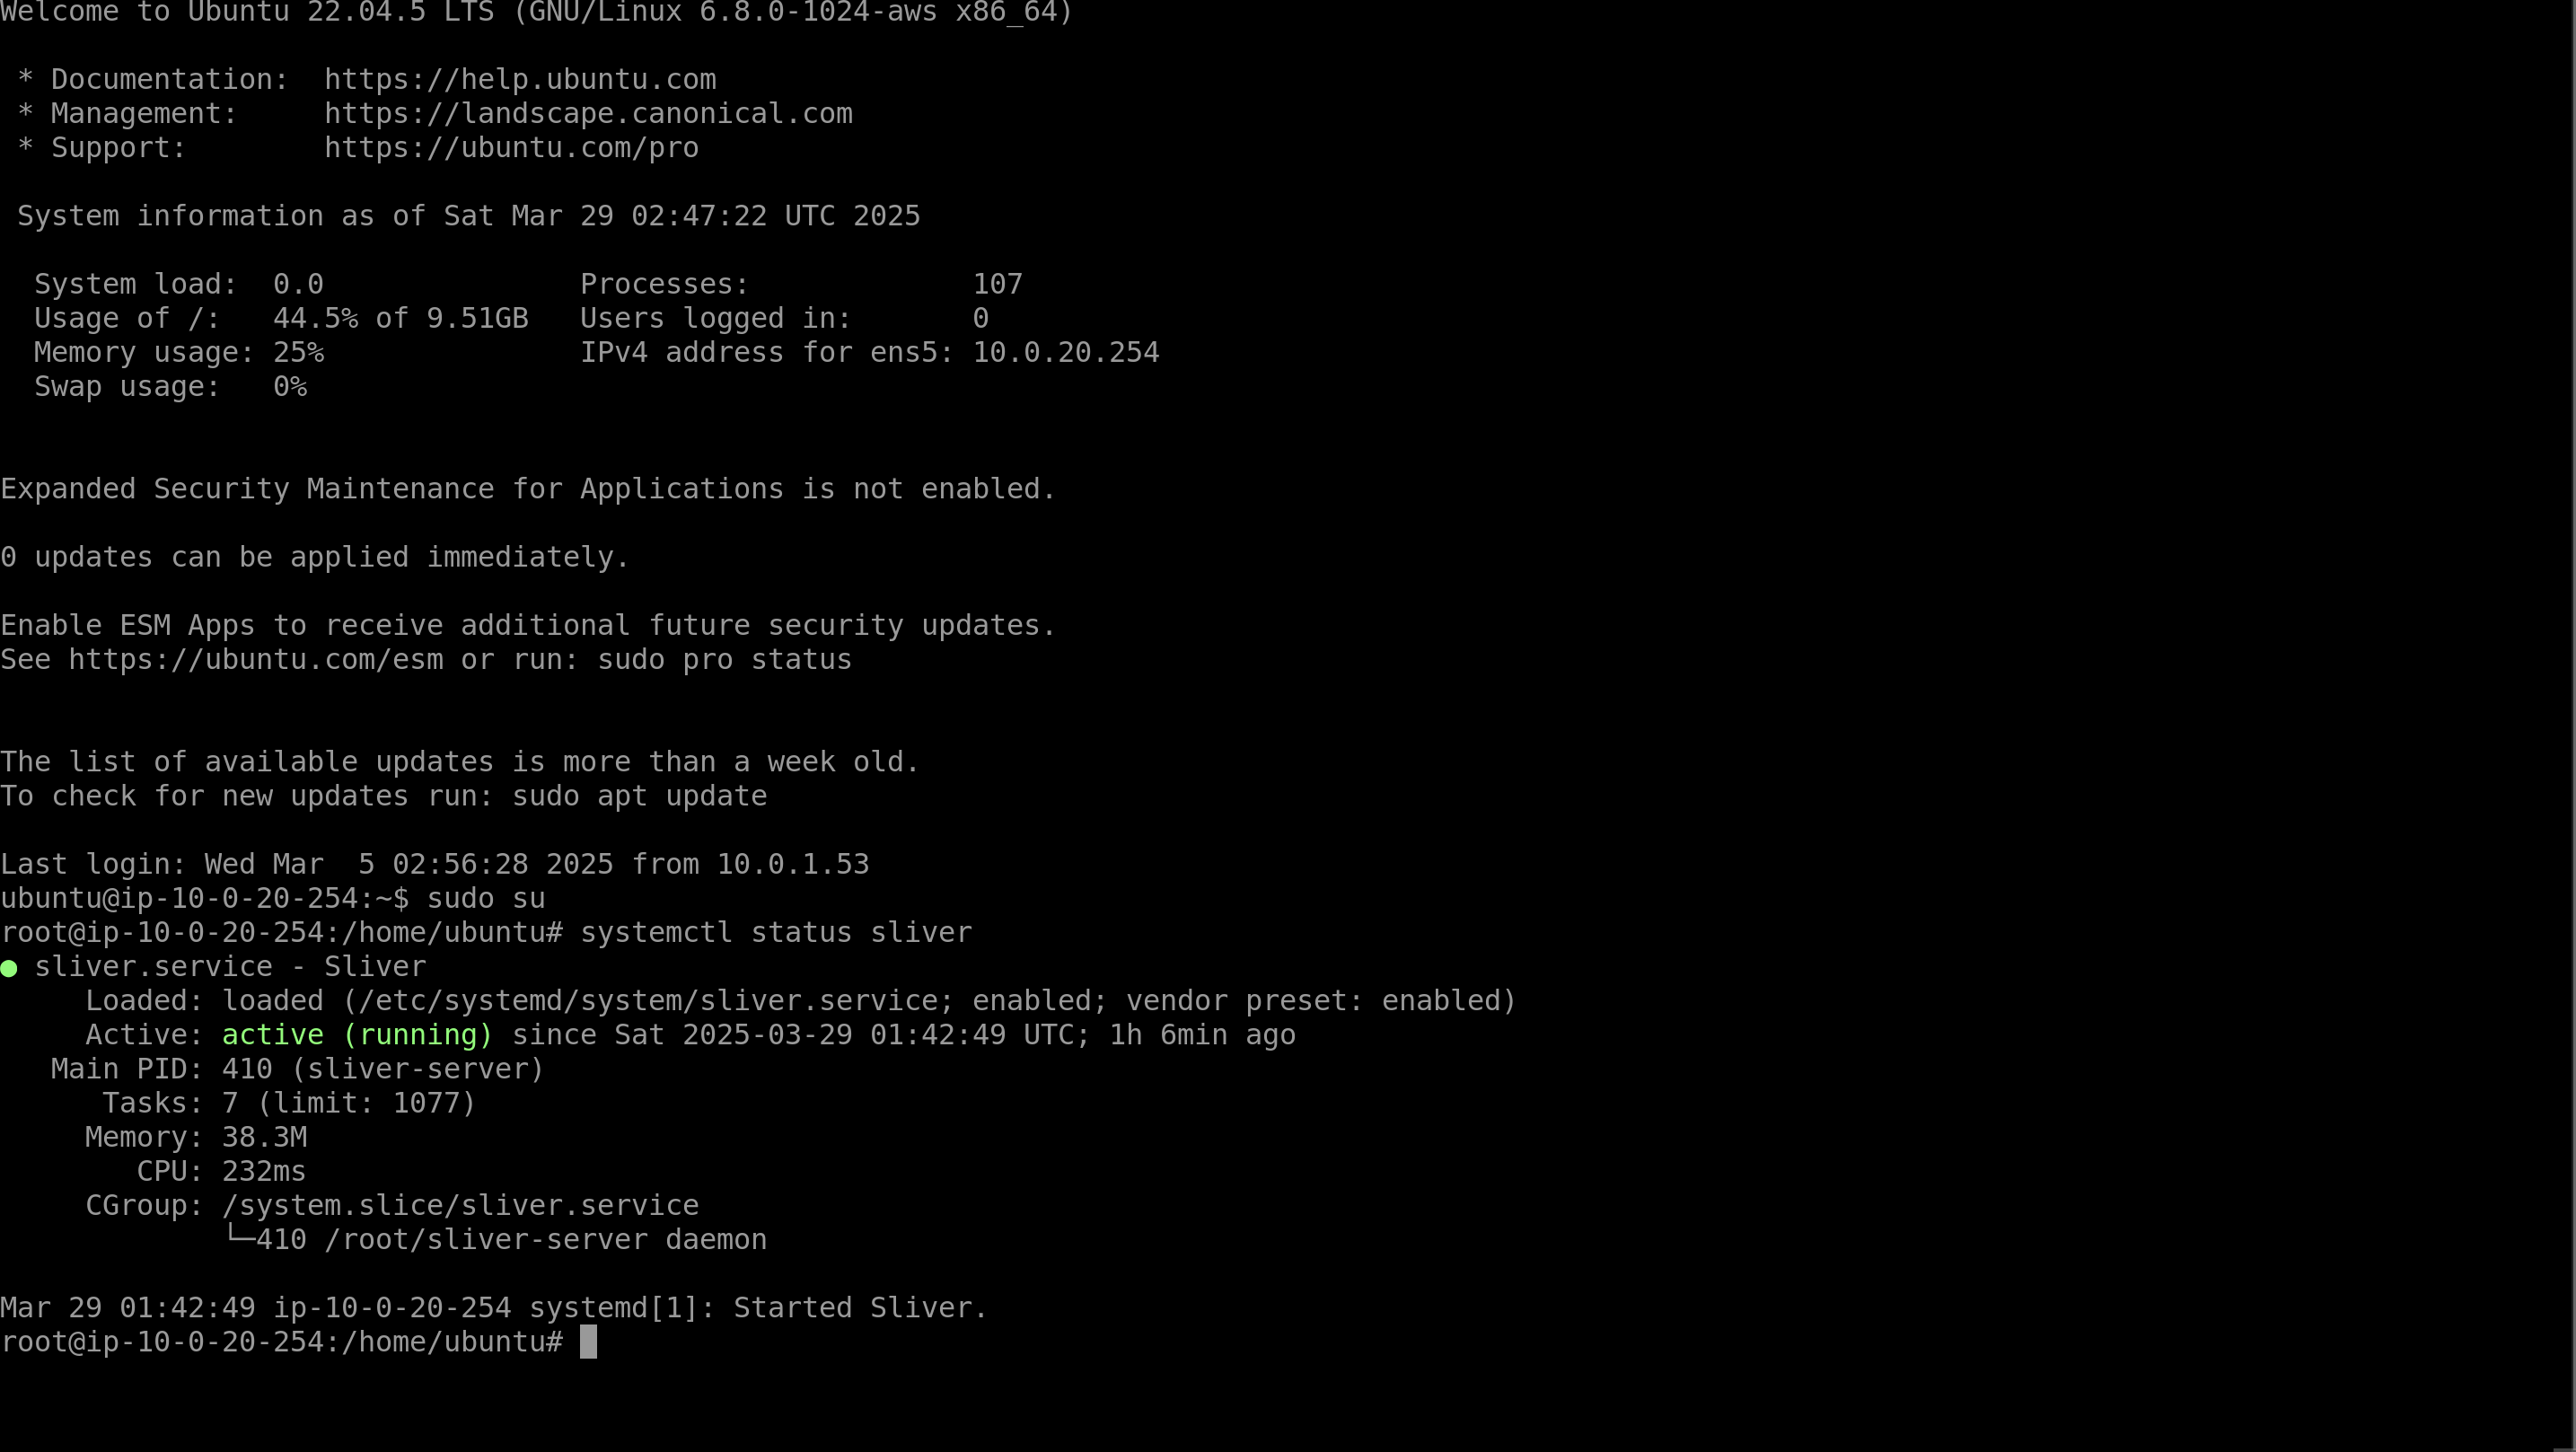 Welcome to Ubuntu 22.04.5 LTS (GNU/Linux 6.8.0-1024-aws x86_64)

 * Documentation:  https://help.ubuntu.com
 * Management:     https://landscape.canonical.com
 * Support:        https://ubuntu.com/pro

 System information as of Sat Mar 29 02:47:22 UTC 2025

  System load:  0.0               Processes:             107
  Usage of /:   44.5% of 9.51GB   Users logged in:       0
  Memory usage: 25%               IPv4 address for ens5: 10.0.20.254
  Swap usage:   0%

Expanded Security Maintenance for Applications is not enabled.

0 updates can be applied immediately.

Enable ESM Apps to receive additional future security updates.
See https://ubuntu.com/esm or run: sudo pro status

The list of available updates is more than a week old.
To check for new updates run: sudo apt update

Last login: Wed Mar  5 02:56:28 2025 from 10.0.1.53
ubuntu@ip-10-0-20-254:~$ sudo su
root@ip-10-0-20-254:/home/ubuntu# systemctl status sliver
● sliver.service - Sliver
     Loaded: loaded (/etc/systemd/system/sliver.service; enabled; vendor preset: enabled)
     Active: active (running) since Sat 2025-03-29 01:42:49 UTC; 1h 6min ago
   Main PID: 410 (sliver-server)
      Tasks: 7 (limit: 1077)
     Memory: 38.3M
        CPU: 232ms
     CGroup: /system.slice/sliver.service
             └─410 /root/sliver-server daemon

Mar 29 01:42:49 ip-10-0-20-254 systemd[1]: Started Sliver.
root@ip-10-0-20-254:/home/ubuntu#